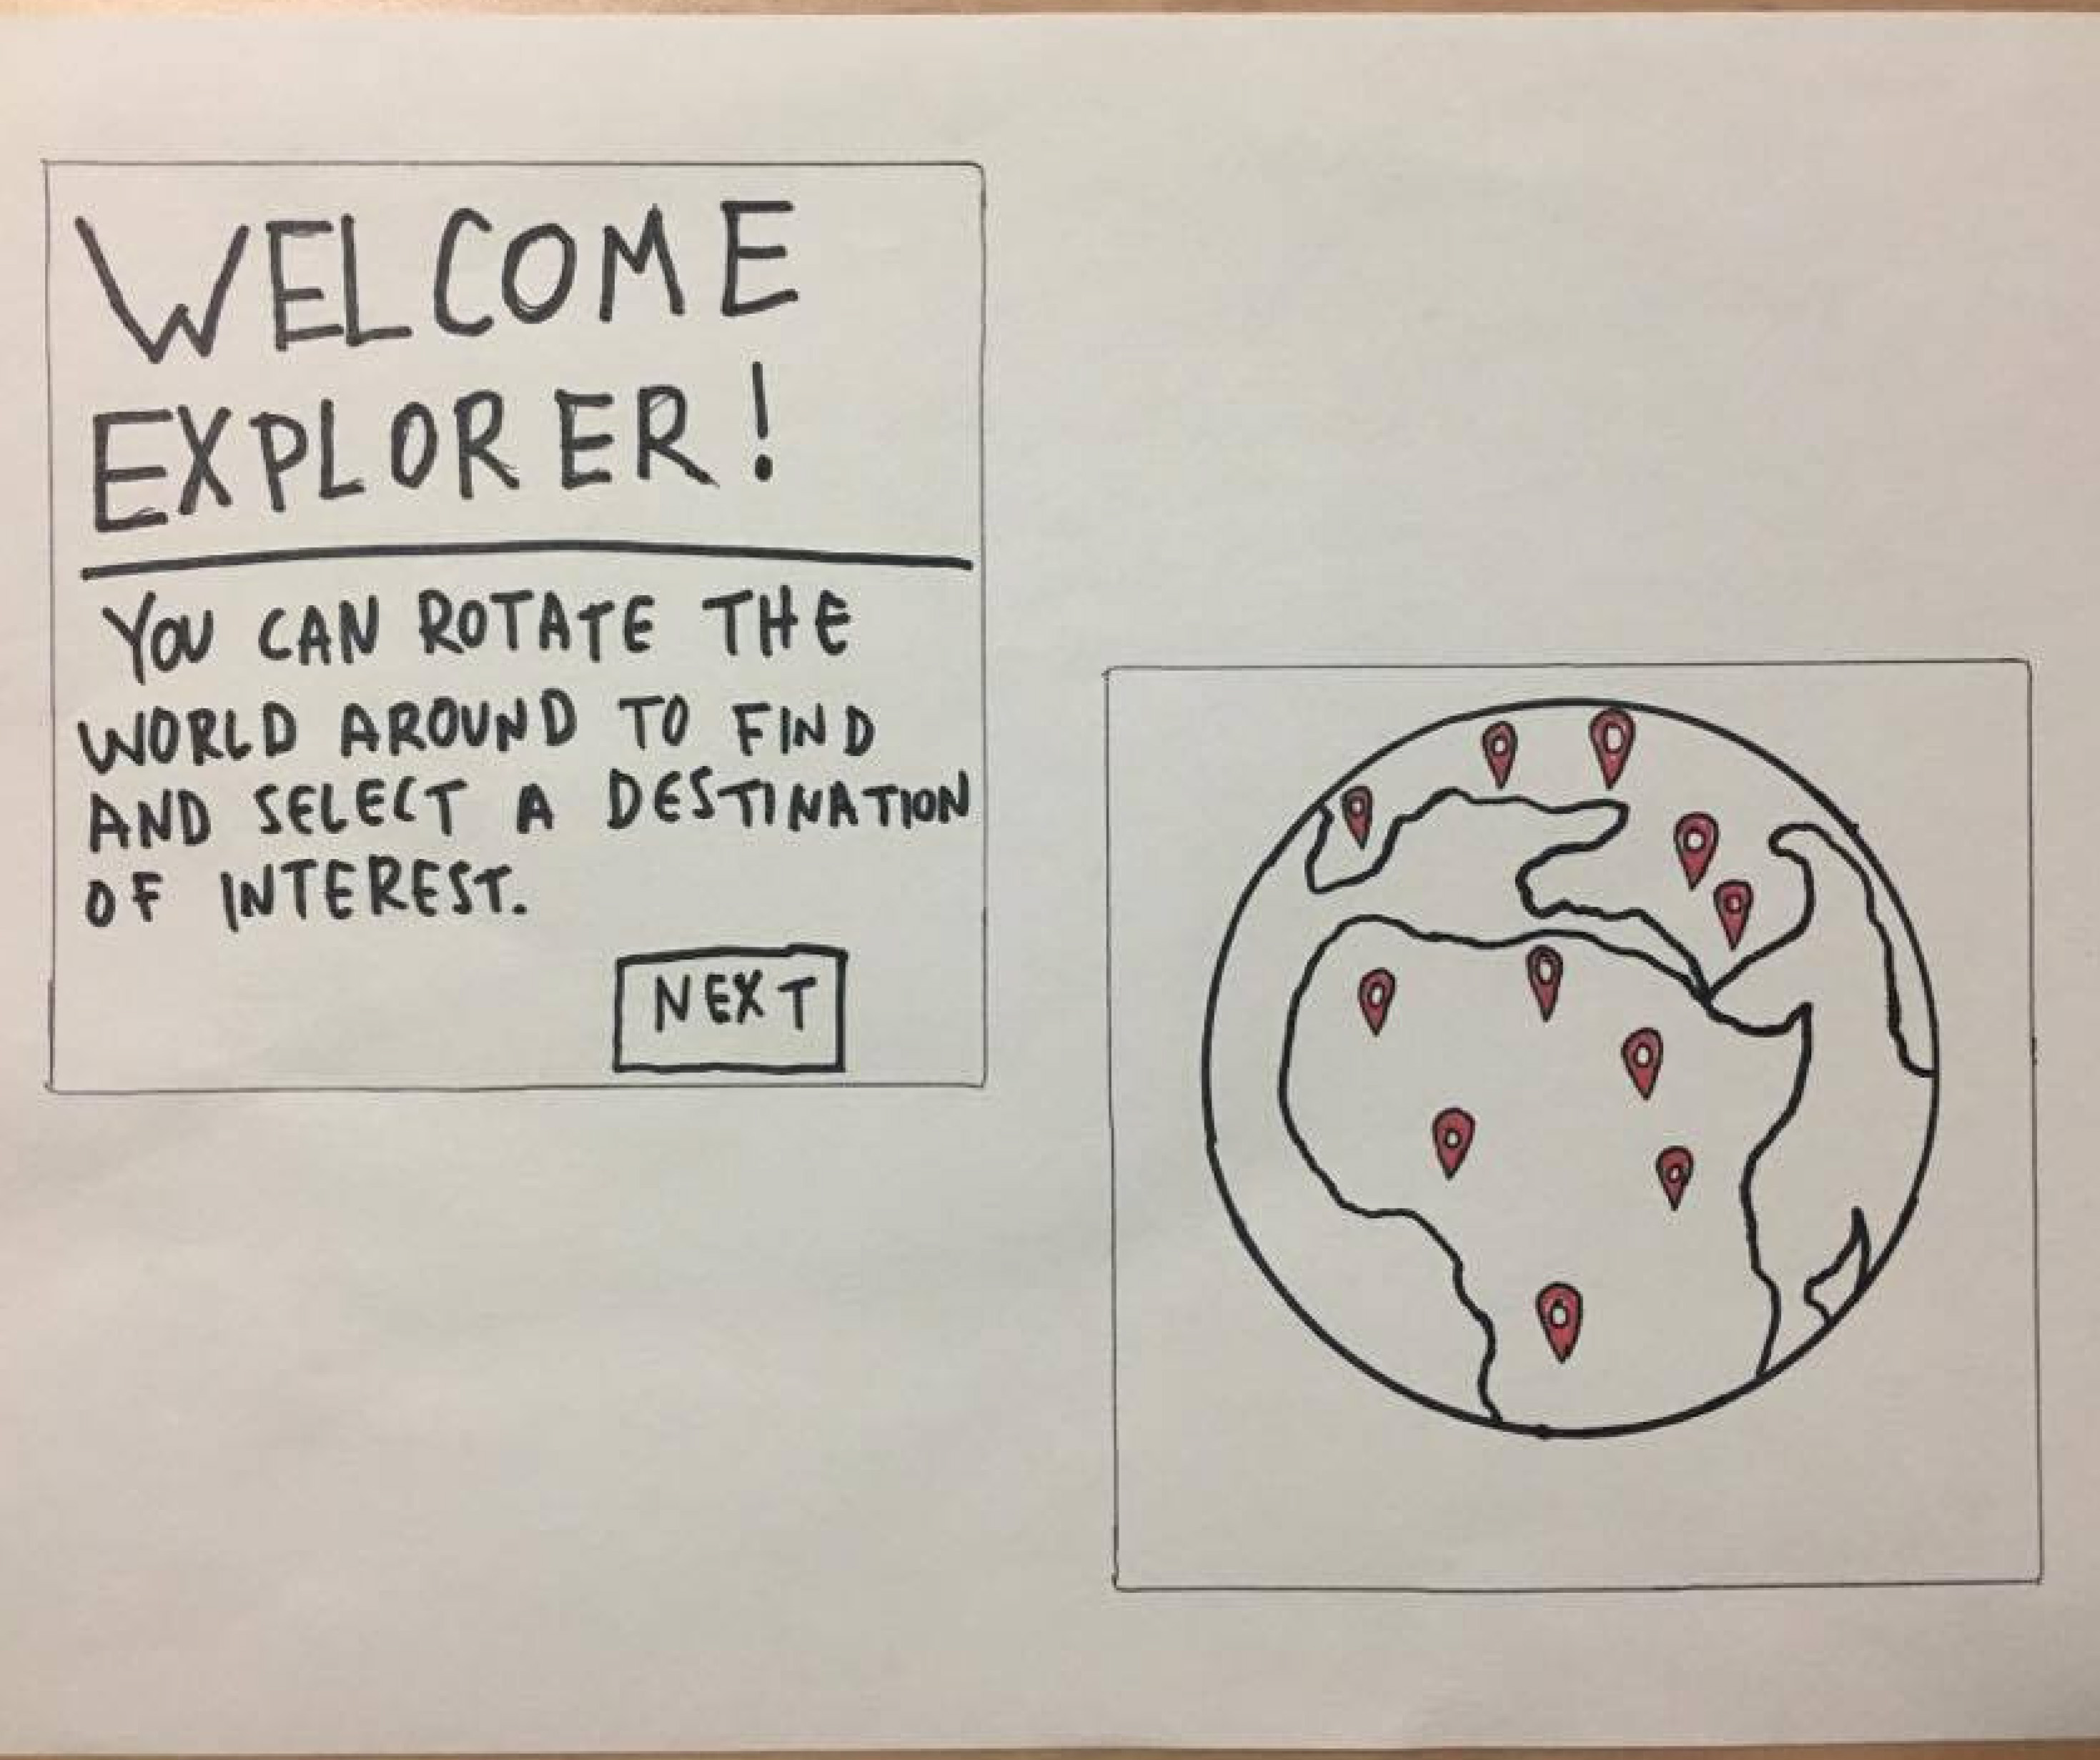 WELCOME
EXPLORER!
YOU CAN ROTATE THE
WORLD AROUND TO FIND
AND SELECT A DESTINATION
OF INTEREST.
NEXT